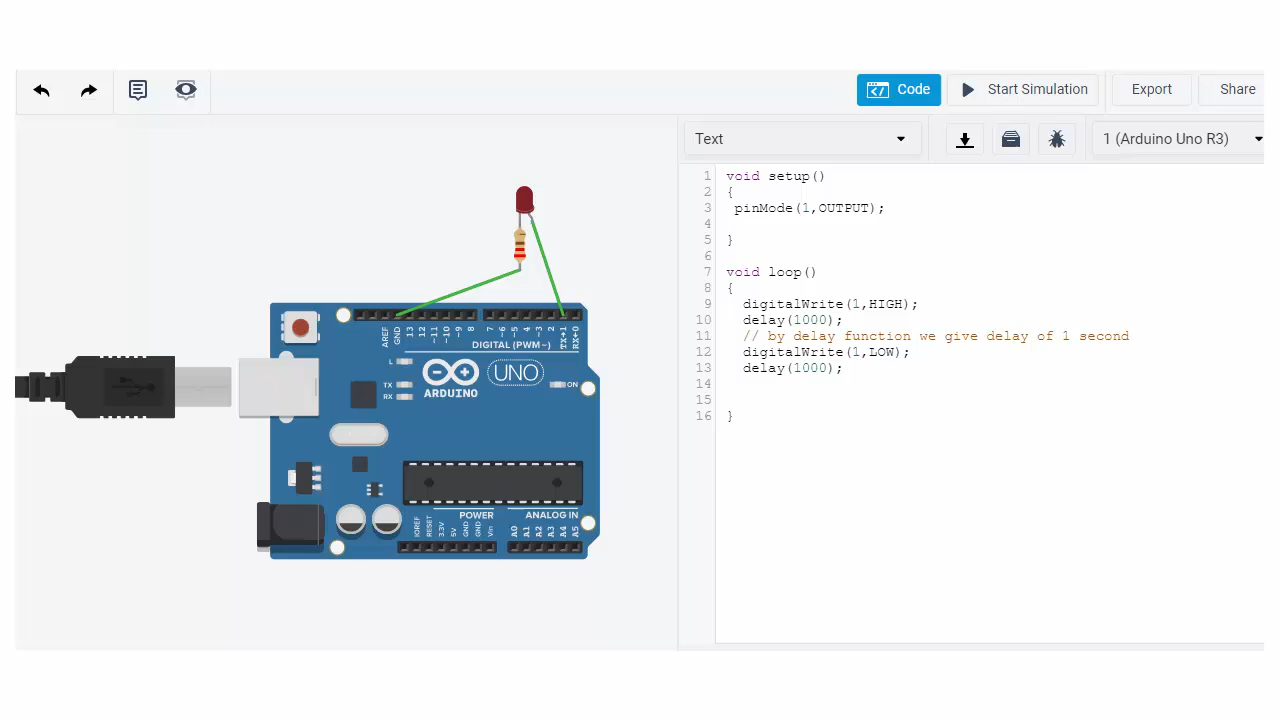 Code
Start Simulation
Export
Share
Text
1 (Arduino Uno R3)
1 void setup()
2 {
3 pinMode(1,OUTPUT);
4
5 }
6
7 void loop()
8 {
9 digitalWrite(1,HIGH);
10 delay(1000);
11 // by delay function we give delay of 1 second
12 digitalWrite(1,LOW);
13 delay(1000);
14
15
16 }
AREF GND 13 12 ~11 ~10 ~9 8 7 ~6 ~5 ~4 ~3 2 TX→1 RX←0
DIGITAL (PWM~)
L
TX
RX
ARDUINO
UNO
ON
POWER
ANALOG IN
IOREF RESET 3.3V 5V GND GND Vin A0 A1 A2 A3 A4 A5